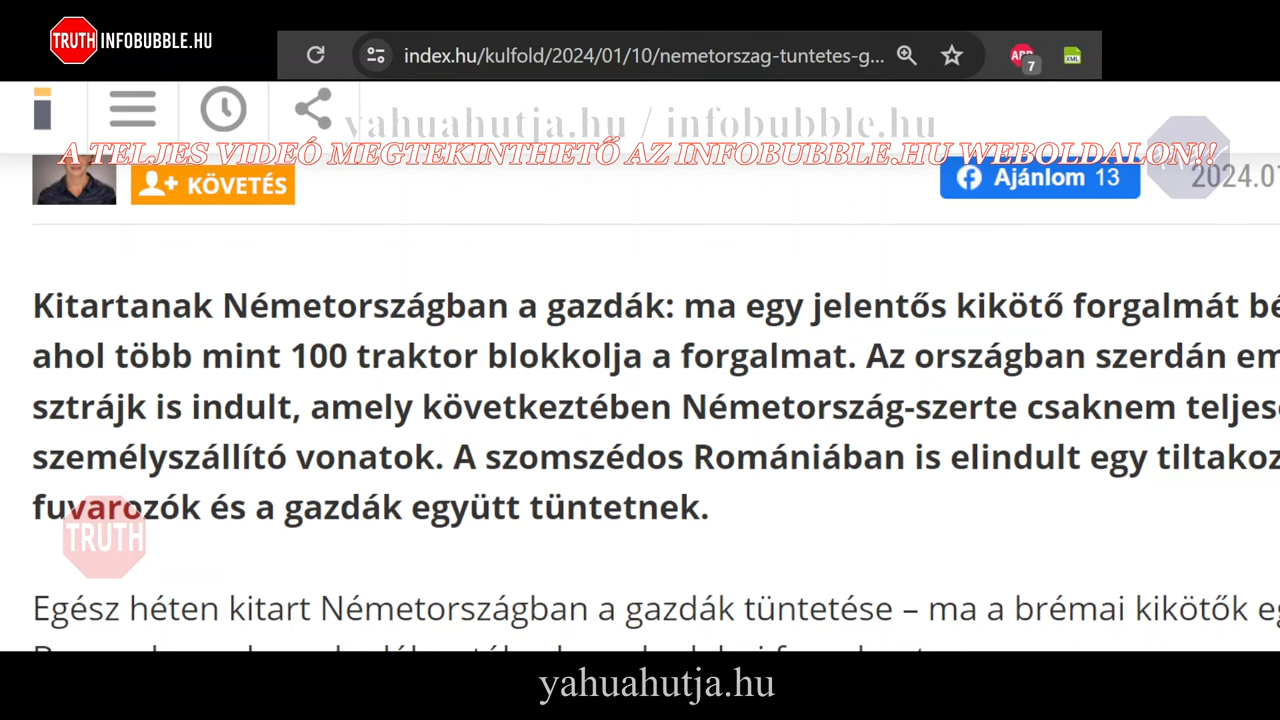 TRUTH INFOBUBBLE.HU
index.hu/kulfold/2024/01/10/nemetorszag-tuntetes-g...
7
yahuahutja.hu / infobubble.hu
A TELJES VIDEÓ MEGTEKINTHETŐ AZ INFOBUBBLE.HU WEBOLDALON!!
KÖVETÉS
Ajánlom 13
2024.01
Kitartanak Németországban a gazdák: ma egy jelentős kikötő forgalmát bé
ahol több mint 100 traktor blokkolja a forgalmat. Az országban szerdán em
sztrájk is indult, amely következtében Németország-szerte csaknem teljese
személyszállító vonatok. A szomszédos Romániában is elindult egy tiltakoz
fuvarozók és a gazdák együtt tüntetnek.
TRUTH
Egész héten kitart Németországban a gazdák tüntetése – ma a brémai kikötők eg
yahuahutja.hu